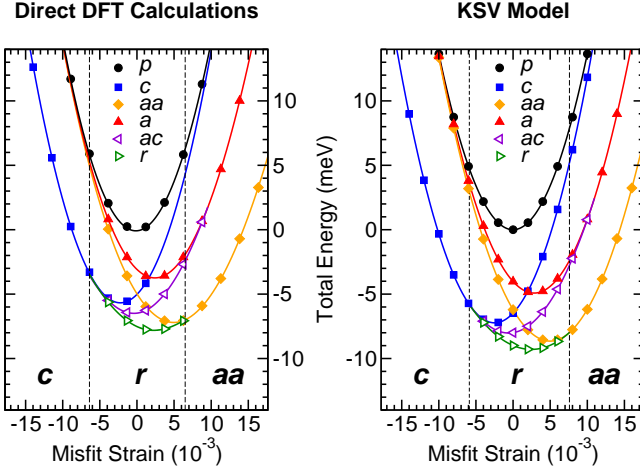 Direct DFT Calculations
KSV Model
p
c
aa
a
ac
r
10
5
0
-5
-10
Total Energy (meV)
c r aa
-15 -10 -5 0 5 10 15
Misfit Strain (10-3)
p
c
aa
a
ac
r
10
5
0
-5
-10
c r aa
-15 -10 -5 0 5 10 15
Misfit Strain (10-3)